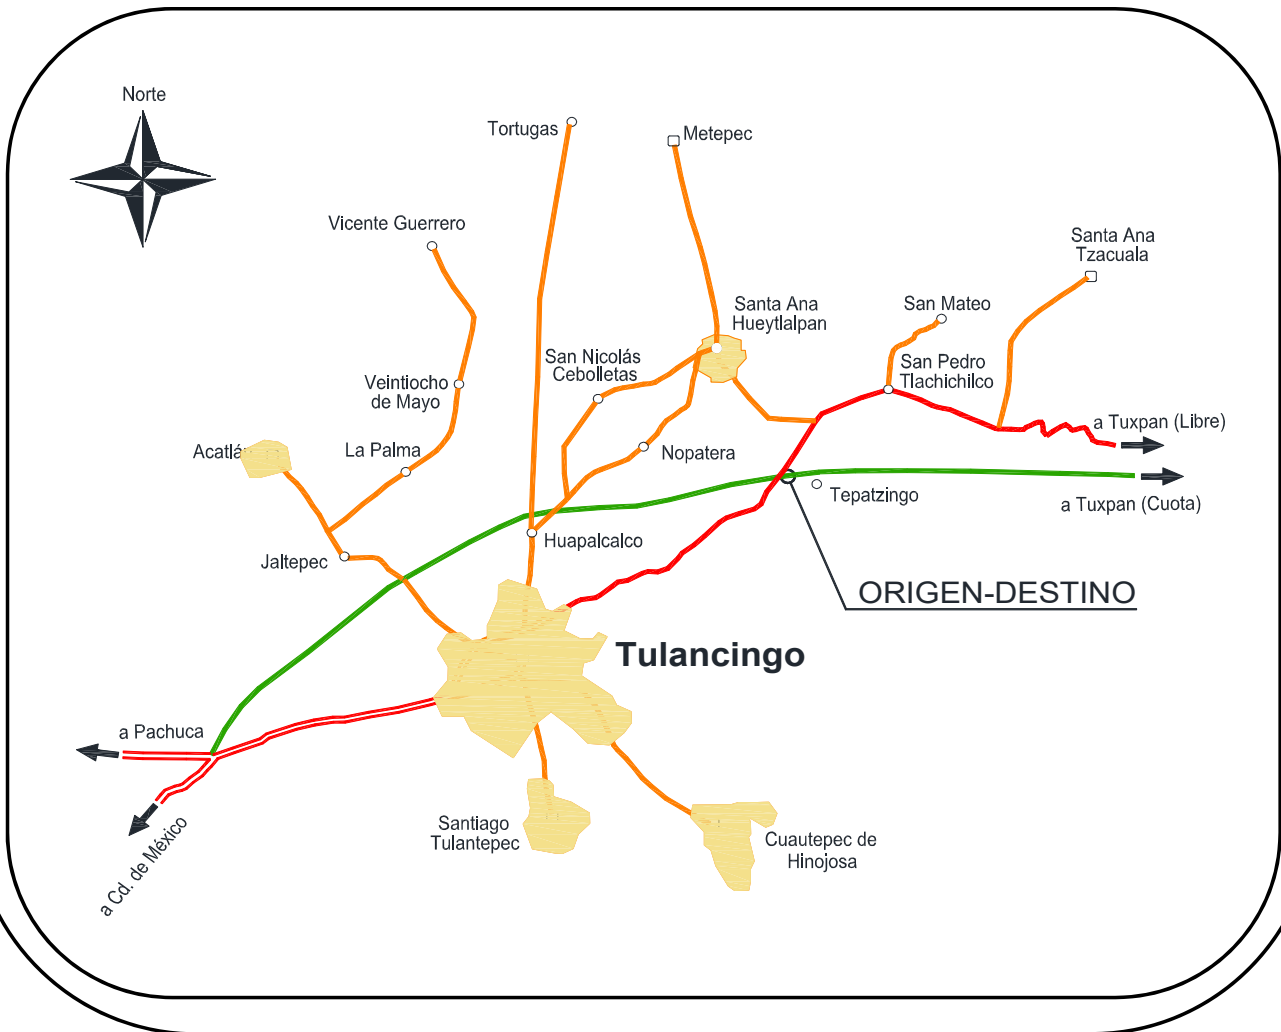 Norte
Tortugas
Metepec
Vicente Guerrero
Santa Ana
Tzacuala
Santa Ana
Hueytlalpan
San Mateo
San Nicolás
Cebolletas
San Pedro
Tlachichilco
Veintiocho
de Mayo
a Tuxpan (Libre)
Acatlán
La Palma
Nopatera
Tepatzingo
a Tuxpan (Cuota)
Huapalcalco
Jaltepec
ORIGEN-DESTINO
Tulancingo
a Pachuca
a Cd. de México
Santiago
Tulantepec
Cuautepec de
Hinojosa